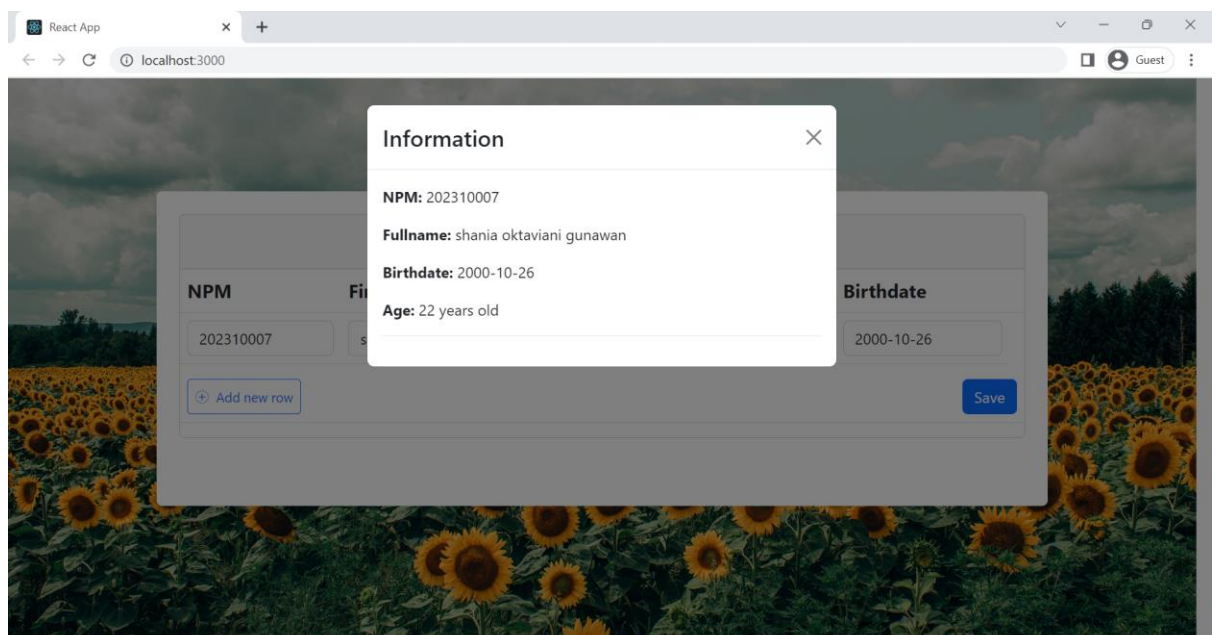 React App
localhost:3000
Guest
Information
NPM: 202310007
Fullname: shania oktaviani gunawan
Birthdate: 2000-10-26
Age: 22 years old
NPM Birthdate
202310007 2000-10-26
Add new row Save